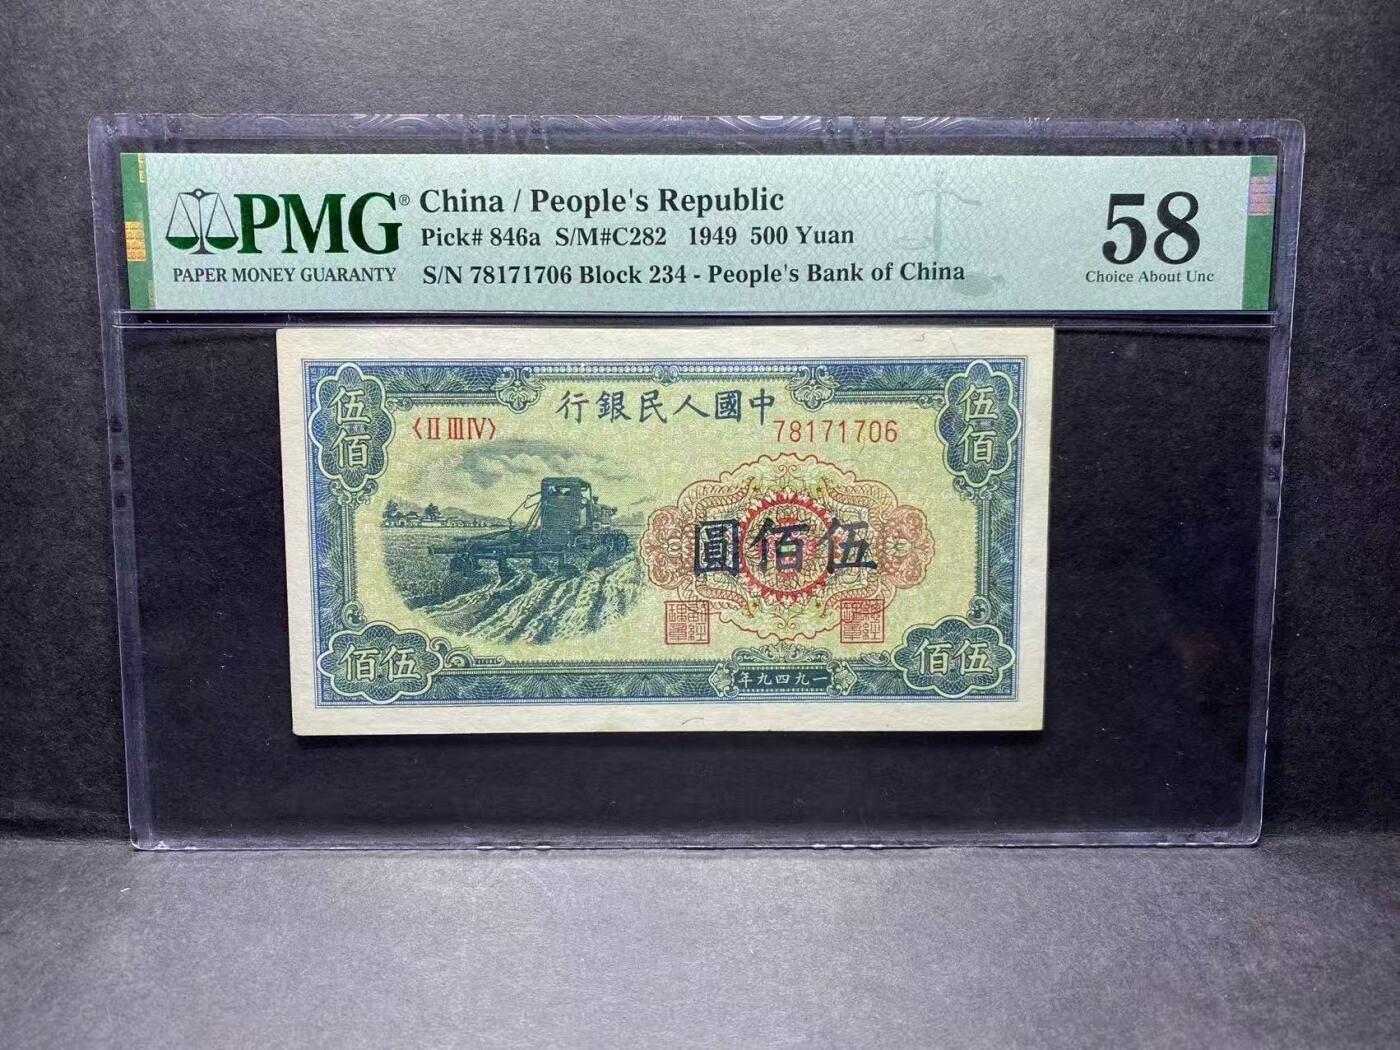 PMG®
PAPER MONEY GUARANTY
China / People's Republic
Pick# 846a S/M#C282 1949 500 Yuan
S/N 78171706 Block 234 - People's Bank of China
58
Choice About Unc
行銀民人國中
伍佰
伍佰
〈II III IV〉
78171706
圓佰伍
佰伍
佰伍
年九四九一